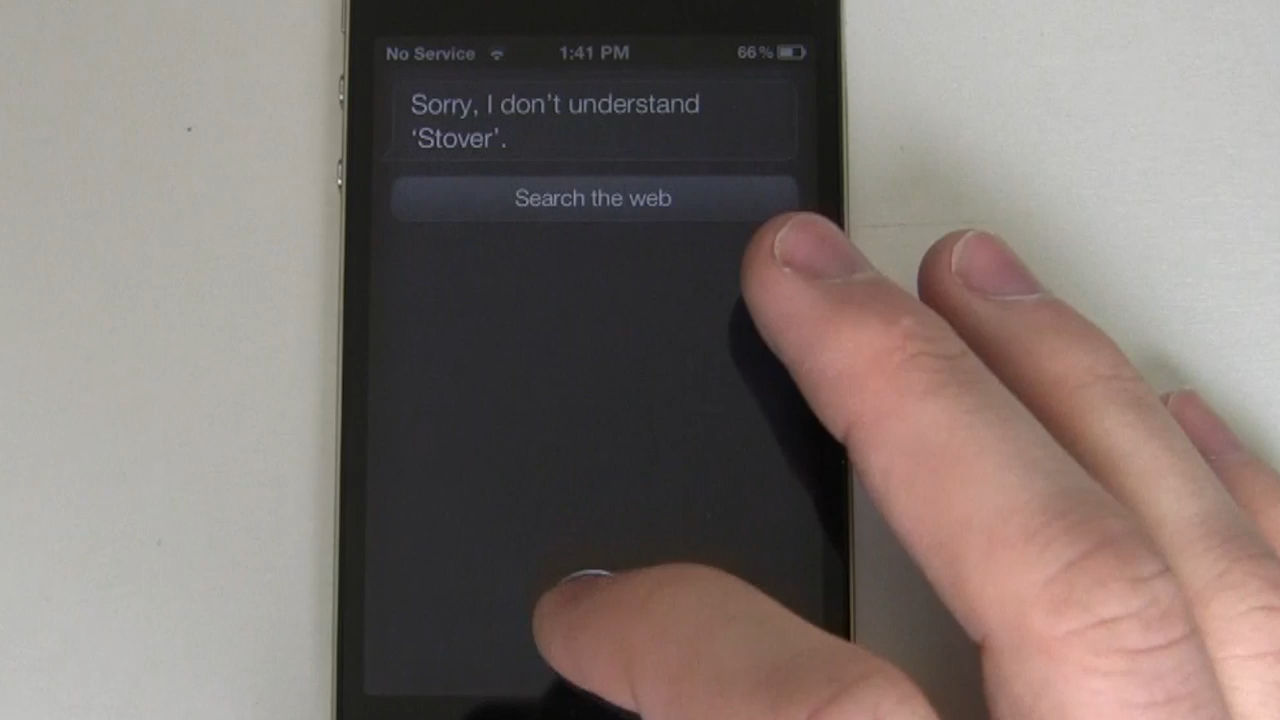 No Service 1:41 PM 66%
Sorry, I don't understand
‘Stover’.
Search the web